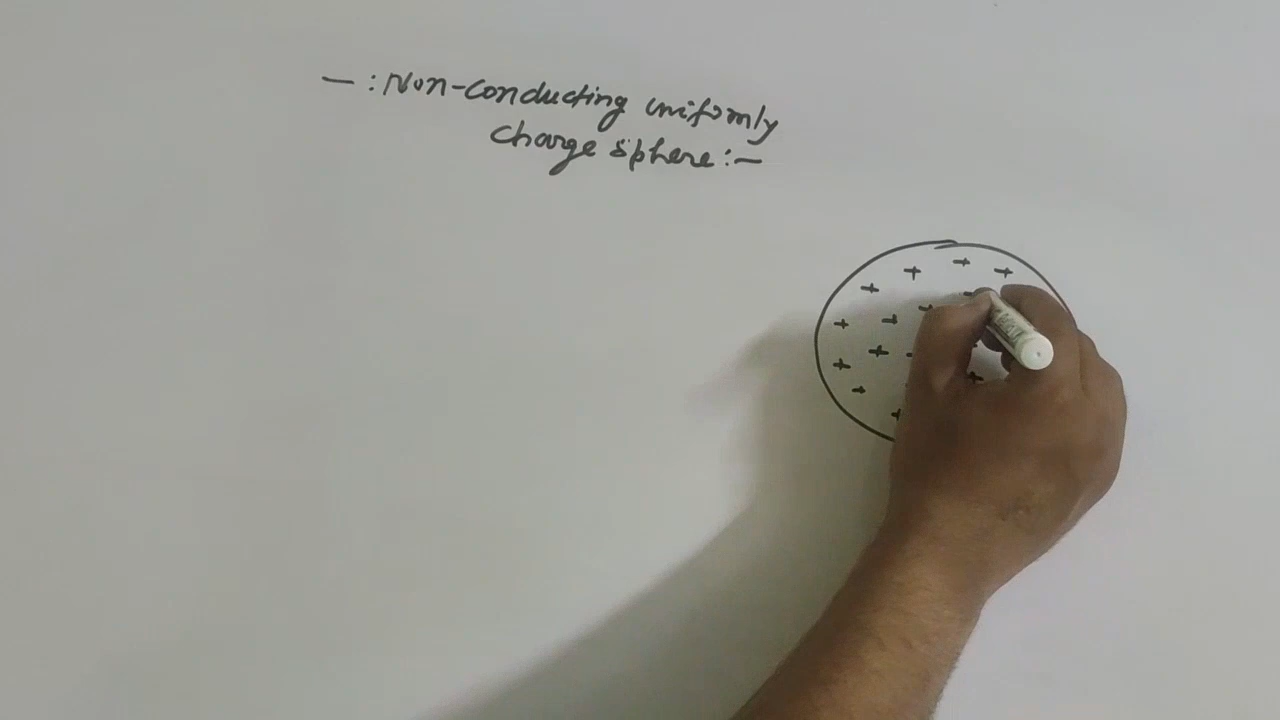 — : Non-conducting uniformly
charge sphere :—
+ + +
+ +
+ + +
+ +
+ +
+